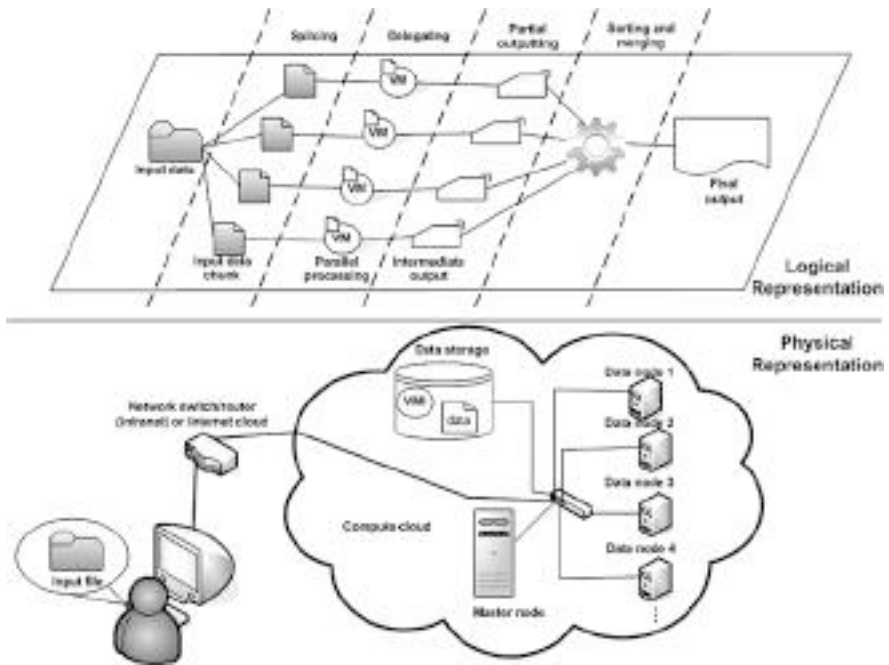 Splicing
Delegating
Partial
outputting
Sorting and
merging
VM
VM
VM
VM
Input data
Input data
chunk
Parallel
processing
Intermediate
output
Final
output
Logical
Representation
Physical
Representation
Data storage
VM
data
Network switch/router
(intranet) or Internet cloud
Data node 1
Data node 2
Data node 3
Data node 4
Compute-cloud
Input file
Master node